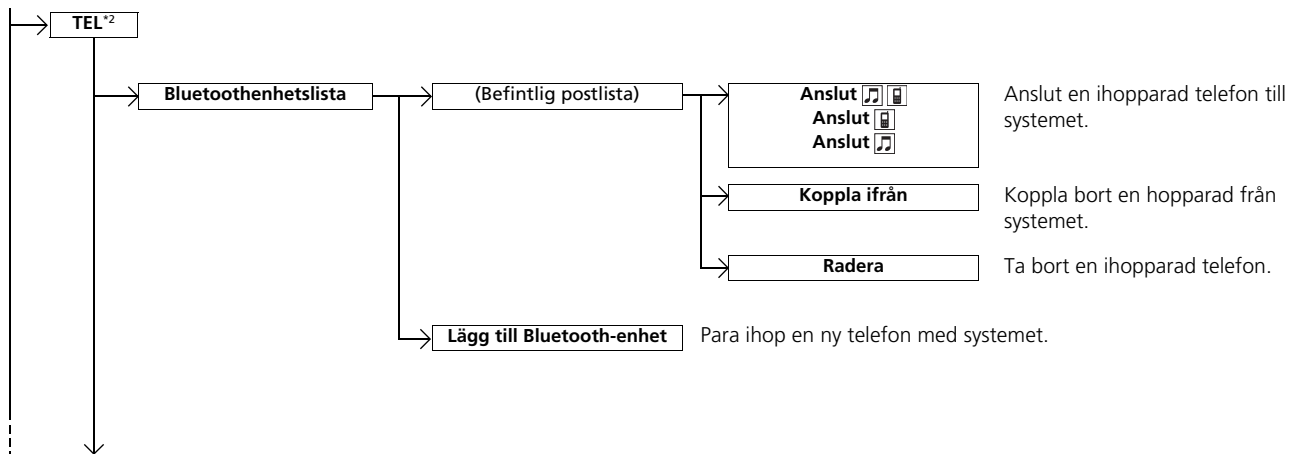 TEL*2
Bluetoothenhetslista
(Befintlig postlista)
Anslut
Anslut
Anslut
Anslut en ihopparad telefon till
systemet.
Koppla ifrån
Koppla bort en hopparad från
systemet.
Radera
Ta bort en ihopparad telefon.
Lägg till Bluetooth-enhet
Para ihop en ny telefon med systemet.